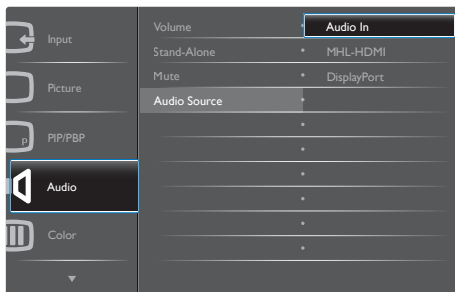 Input
Picture
P PIP/PBP
Audio
Color
Volume
Stand-Alone
Mute
Audio Source
Audio In
MHL-HDMI
DisplayPort